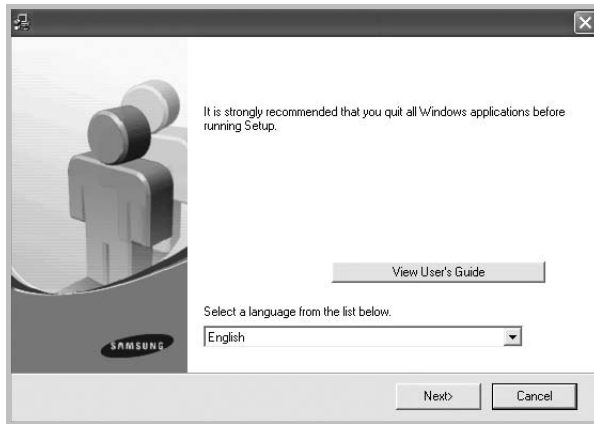 It is strongly recommended that you quit all Windows applications before
running Setup.
View User's Guide
Select a language from the list below.
SAMSUNG
English
Next>
Cancel